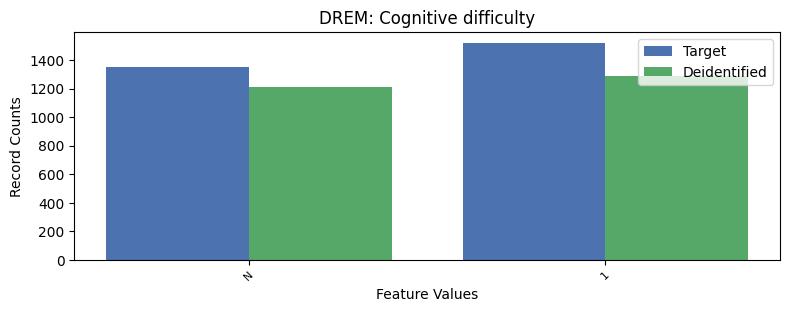 DREM: Cognitive difficulty
Target
Deidentified
Record Counts
1400
1200
1000
800
600
400
200
0
N
1
Feature Values